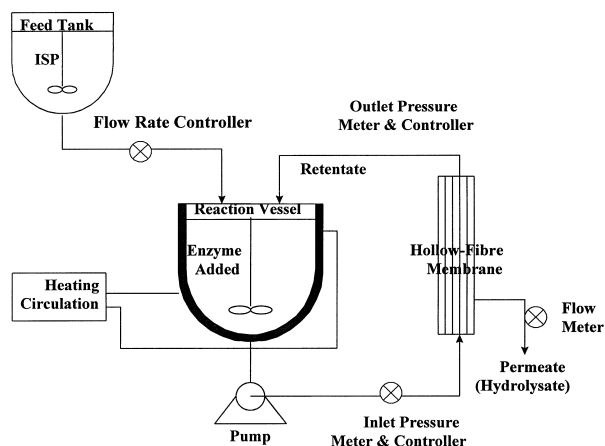 Feed Tank
ISP
Flow Rate Controller
Outlet Pressure
Meter & Controller
Retentate
Reaction Vessel
Enzyme
Added
Hollow-Fibre
Membrane
Heating
Circulation
Flow
Meter
Permeate
(Hydrolysate)
Pump
Inlet Pressure
Meter & Controller